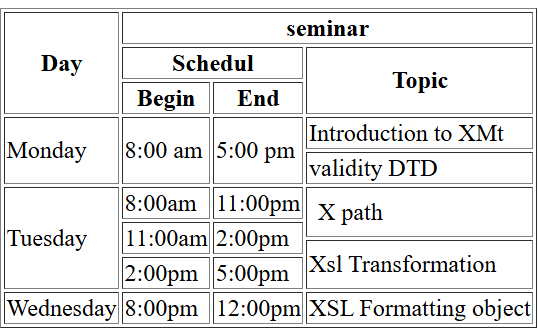 seminar
Day Schedul Topic
Begin End
Monday 8:00 am 5:00 pm Introduction to XMt
validity DTD
Tuesday 8:00am 11:00pm X path
11:00am 2:00pm
2:00pm 5:00pm Xsl Transformation
Wednesday 8:00pm 12:00pm XSL Formatting object